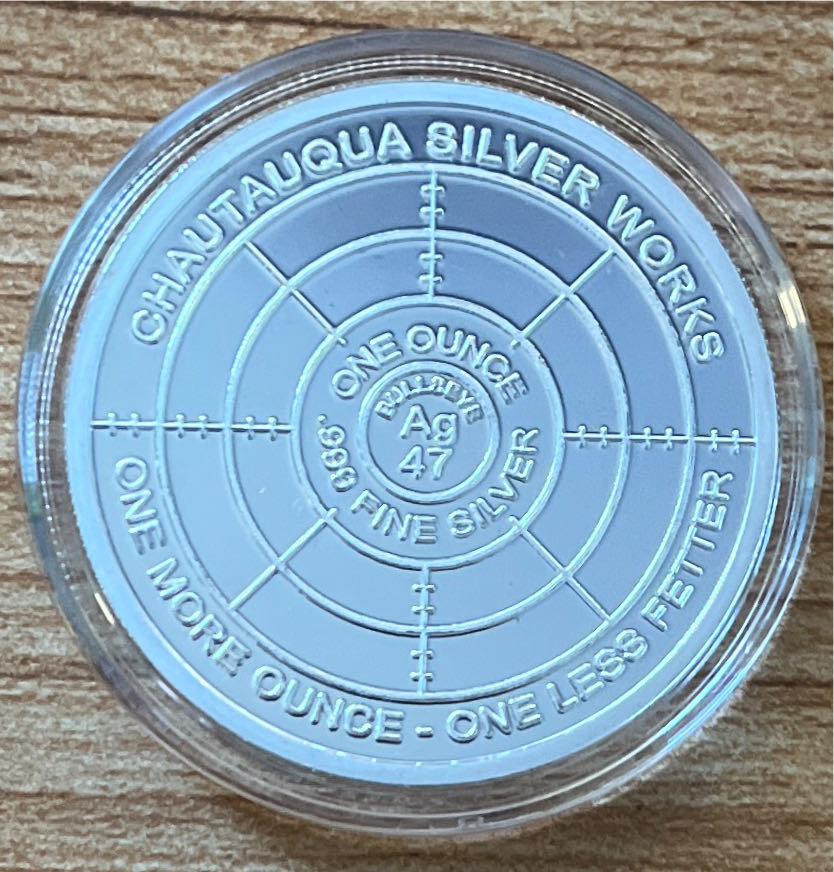 CHAUTAUQUA SILVER WORKS
ONE OUNCE
BULLSEYE
Ag
47
.999 FINE SILVER
ONE MORE OUNCE - ONE LESS FETTER